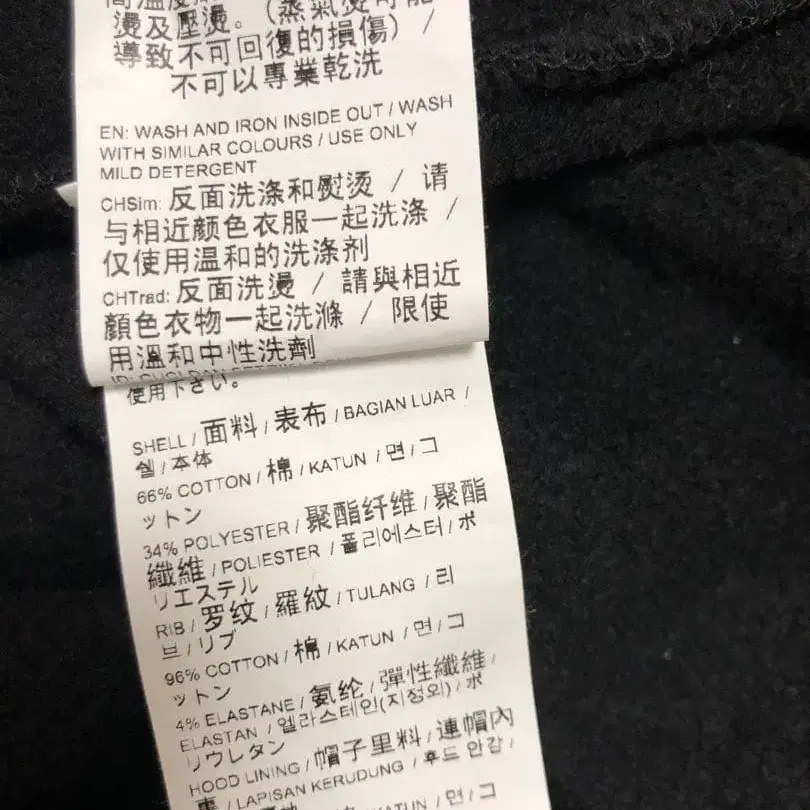 燙及壓燙。(蒸氣燙可能
導致不可回復的損傷) /
不可以專業乾洗
EN: WASH AND IRON INSIDE OUT / WASH
WITH SIMILAR COLOURS / USE ONLY
MILD DETERGENT
CHSim: 反面洗涤和熨烫 / 请
与相近颜色衣服一起洗涤 /
仅使用温和的洗涤剂
CHTrad: 反面洗燙 / 請與相近
顏色衣物一起洗滌 / 限使
用溫和中性洗劑
使用下さい。
SHELL / 面料 / 表布 / BAGIAN LUAR /
쉘 / 本体
66% COTTON / 棉 / KATUN / 면 / コ
ットン
34% POLYESTER / 聚酯纤维 / 聚酯
纖維 / POLIESTER / 폴리에스터 / ポ
リエステル
RIB / 罗纹 / 羅紋 / TULANG / 리
브 / リブ
96% COTTON / 棉 / KATUN / 면 / コ
ットン
4% ELASTANE / 氨纶 / 彈性纖維 /
ELASTAN / 엘라스테인(지정외) / ポ
リウレタン
HOOD LINING / 帽子里料 / 連帽內
裏 / LAPISAN KERUDUNG / 후드 안감 /
棉 / KATUN / 면 / コ